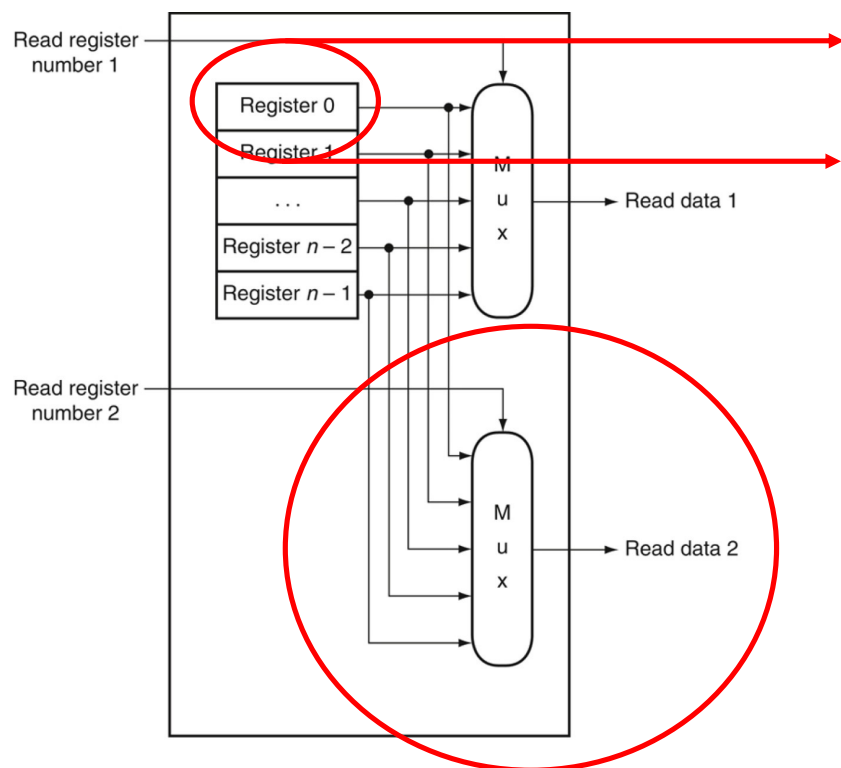 Read register
number 1
Register 0
Register 1
. . .
Register n – 2
Register n – 1
M
u
x
Read data 1
Read register
number 2
M
u
x
Read data 2